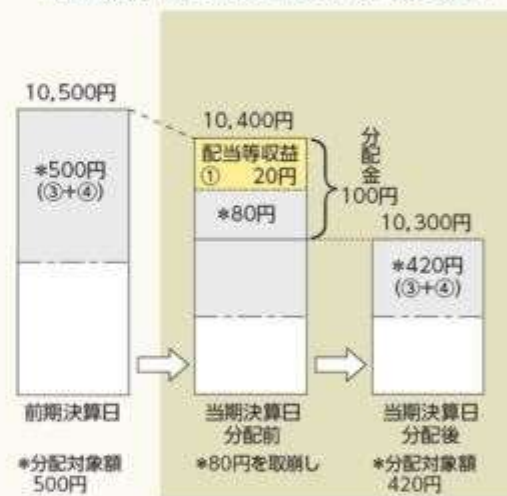 10,500円
*500円
(③+④)
10,400円
配当等収益
① 20円
*80円
分配金
100円
10,300円
*420円
(③+④)
前期決算日
当期決算日
分配前
当期決算日
分配後
*分配対象額
500円
*80円を取崩し
*分配対象額
420円